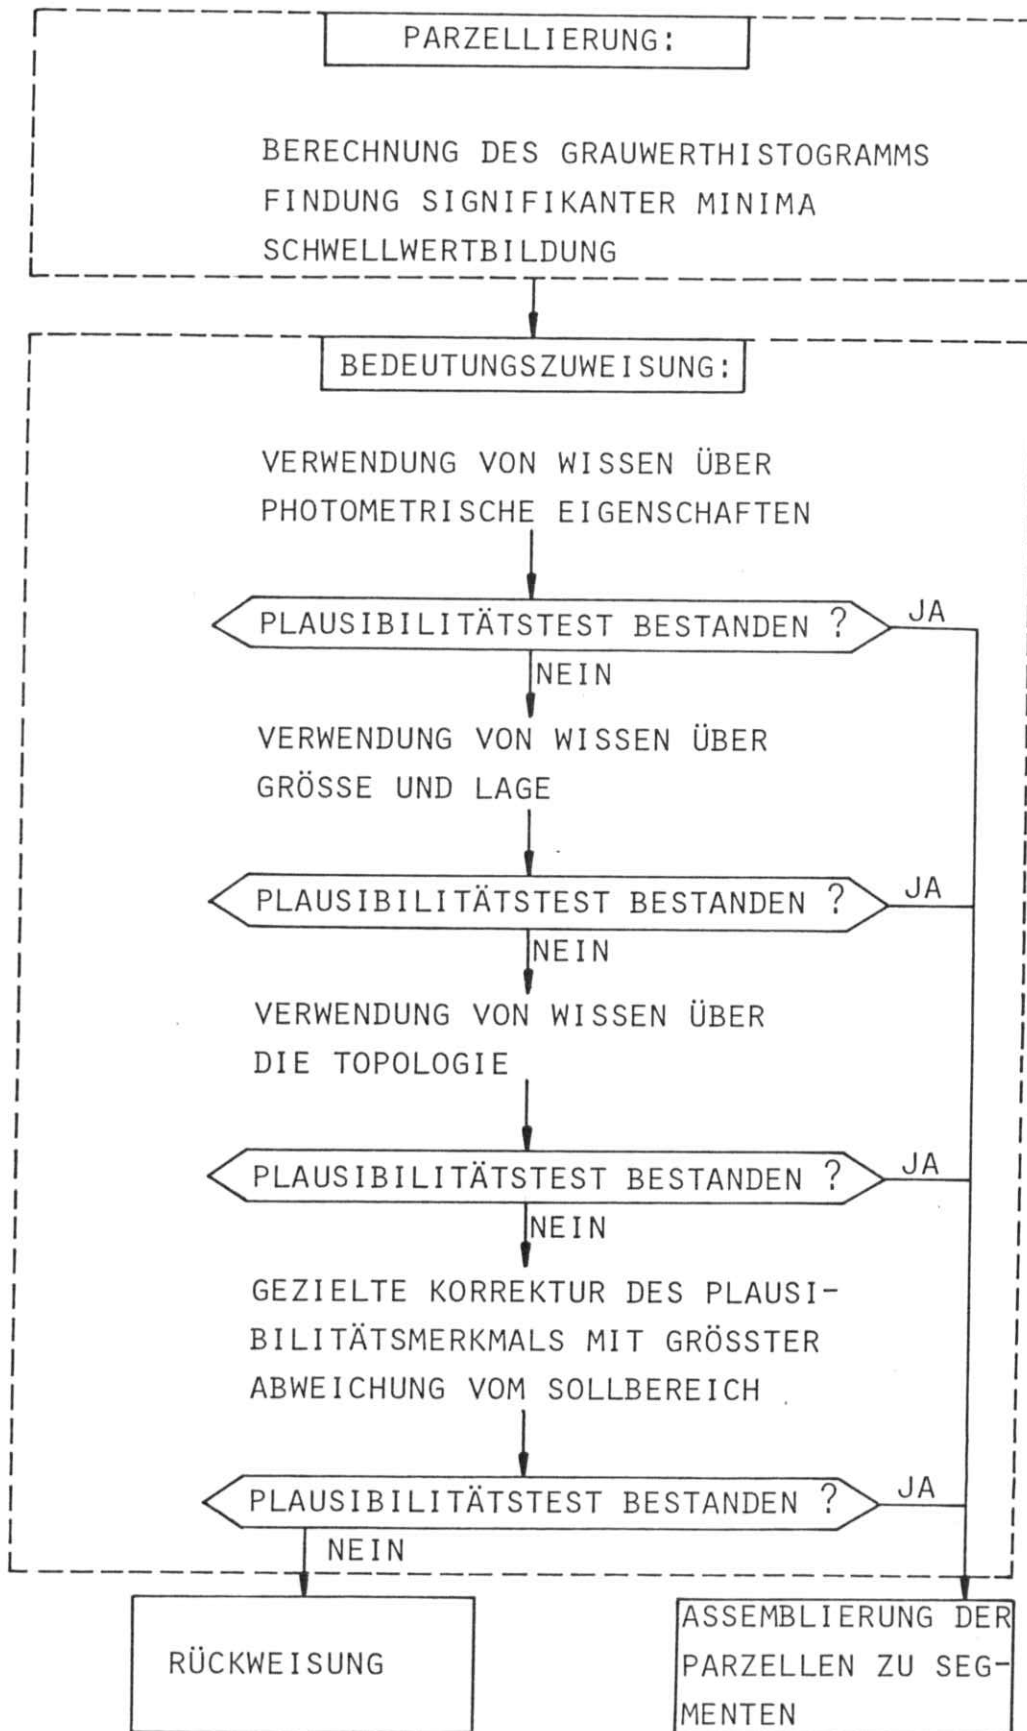 PARZELLIERUNG:
BERECHNUNG DES GRAUWERTHISTOGRAMMS
FINDUNG SIGNIFIKANTER MINIMA
SCHWELLWERTBILDUNG
BEDEUTUNGSZUWEISUNG:
VERWENDUNG VON WISSEN ÜBER
PHOTOMETRISCHE EIGENSCHAFTEN
PLAUSIBILITÄTSTEST BESTANDEN ?
JA
NEIN
VERWENDUNG VON WISSEN ÜBER
GRÖSSE UND LAGE
PLAUSIBILITÄTSTEST BESTANDEN ?
JA
NEIN
VERWENDUNG VON WISSEN ÜBER
DIE TOPOLOGIE
PLAUSIBILITÄTSTEST BESTANDEN ?
JA
NEIN
GEZIELTE KORREKTUR DES PLAUSI-
BILITÄTSMERKMALS MIT GRÖSSTER
ABWEICHUNG VOM SOLLBEREICH
PLAUSIBILITÄTSTEST BESTANDEN ?
JA
NEIN
RÜCKWEISUNG
ASSEMBLIERUNG DER
PARZELLEN ZU SEG-
MENTEN